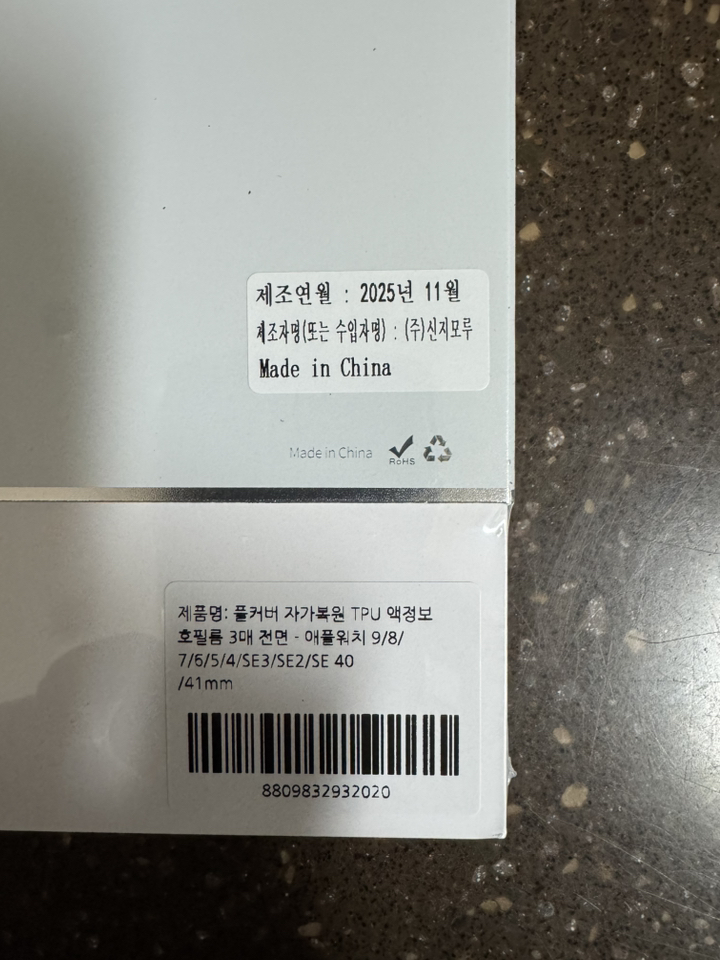 제조연월 : 2025년 11월
제조자명(또는 수입자명) : (주)신지모루
Made in China
Made in China
RoHS
제품명: 풀커버 자가복원 TPU 액정보
호필름 3매 전면 - 애플워치 9/8/
7/6/5/4/SE3/SE2/SE 40
/41mm
8809832932020